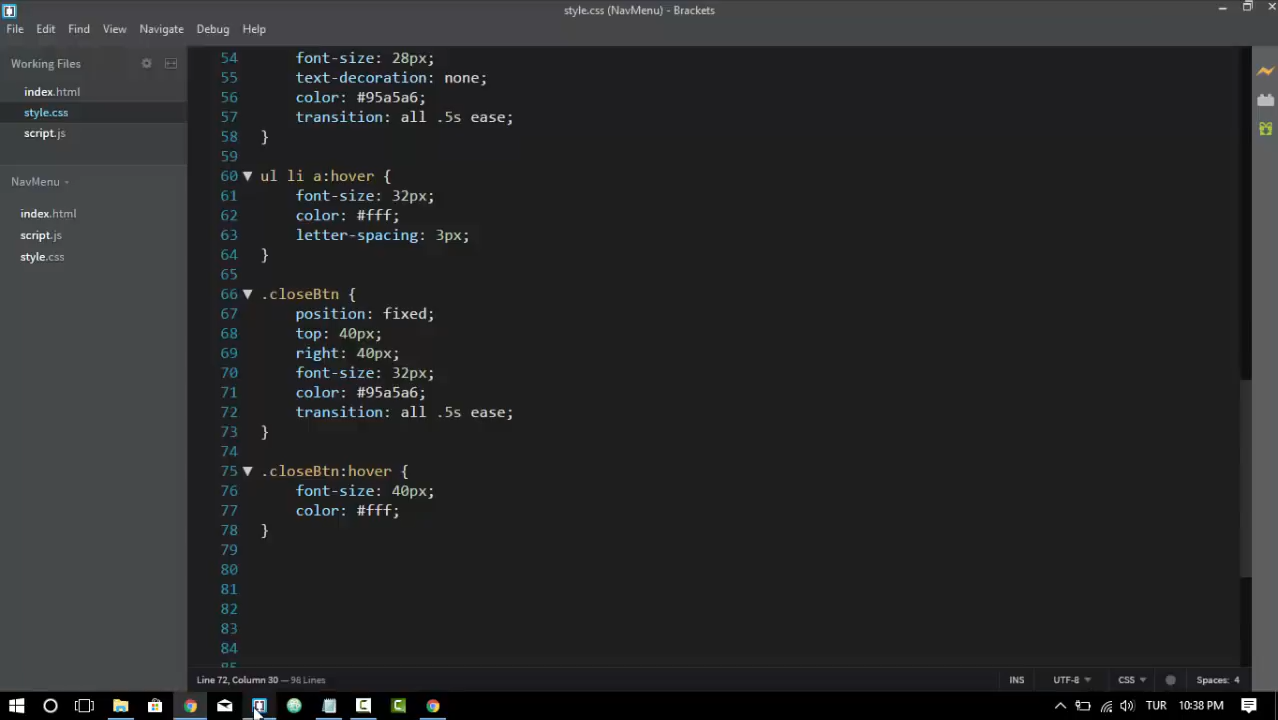 style.css (NavMenu) - Brackets
File Edit Find View Navigate Debug Help
Working Files
index.html
style.css
script.js
NavMenu
index.html
script.js
style.css
54 font-size: 28px;
55 text-decoration: none;
56 color: #95a5a6;
57 transition: all .5s ease;
58 }
59
60 ul li a:hover {
61 font-size: 32px;
62 color: #fff;
63 letter-spacing: 3px;
64 }
65
66 .closeBtn {
67 position: fixed;
68 top: 40px;
69 right: 40px;
70 font-size: 32px;
71 color: #95a5a6;
72 transition: all .5s ease;
73 }
74
75 .closeBtn:hover {
76 font-size: 40px;
77 color: #fff;
78 }
79
80
81
82
83
84
85
Line 72, Column 30 — 96 Lines INS UTF-8 CSS Spaces: 4
TUR 10:38 PM